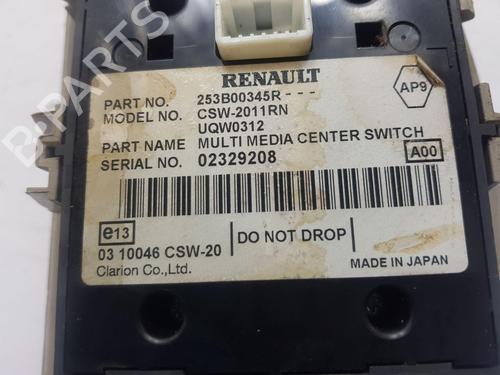 B-PARTS
RENAULT
PART NO. 253B00345R---
MODEL NO. CSW-2011RN
UQW0312
PART NAME MULTI MEDIA CENTER SWITCH
SERIAL NO. 02329208
AP9
A00
e13
03 10046 CSW-20
DO NOT DROP
Clarion Co.,Ltd.
MADE IN JAPAN